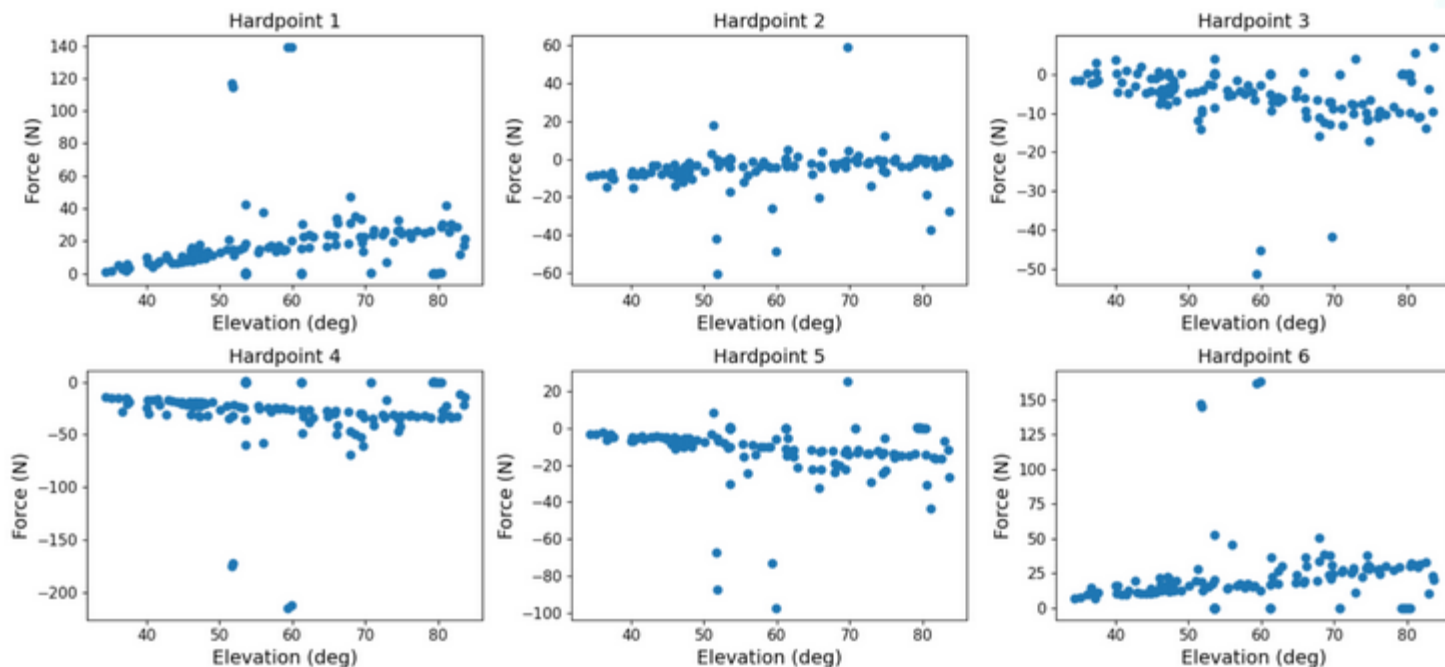 Hardpoint 1
Hardpoint 2
Hardpoint 3
140
120
100
80
60
40
20
0
Force (N)
40 50 60 70 80
Elevation (deg)
60
40
20
0
−20
−40
−60
Force (N)
40 50 60 70 80
Elevation (deg)
0
−10
−20
−30
−40
−50
Force (N)
40 50 60 70 80
Elevation (deg)
Hardpoint 4
Hardpoint 5
Hardpoint 6
0
−50
−100
−150
−200
Force (N)
40 50 60 70 80
Elevation (deg)
20
0
−20
−40
−60
−80
−100
Force (N)
40 50 60 70 80
Elevation (deg)
150
125
100
75
50
25
0
Force (N)
40 50 60 70 80
Elevation (deg)